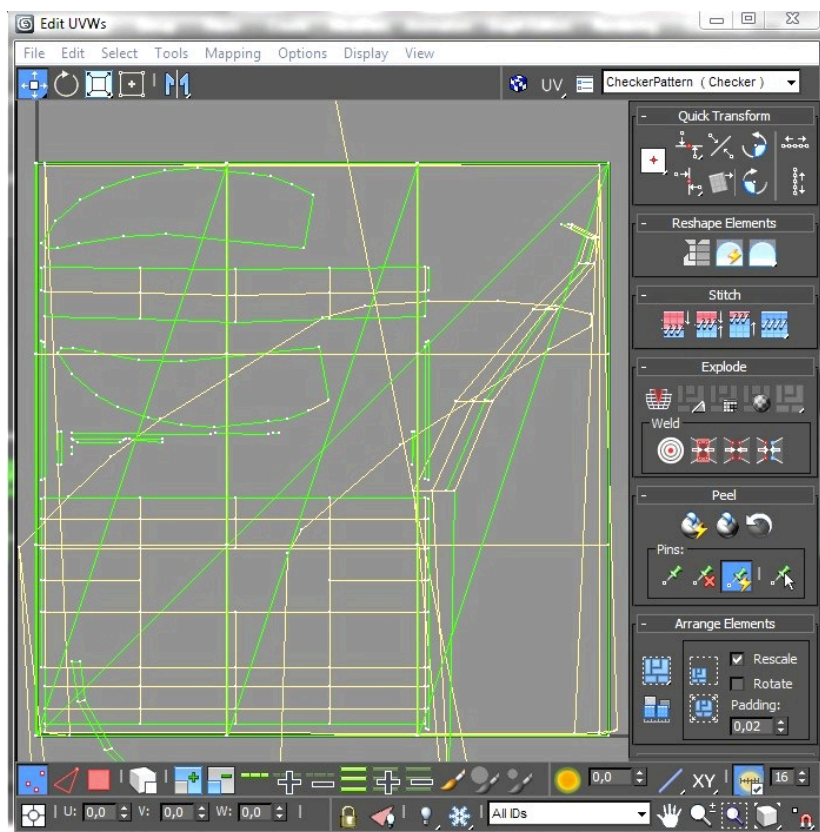 Edit UVWs
File Edit Select Tools Mapping Options Display View
UV CheckerPattern ( Checker )
Quick Transform
Reshape Elements
Stitch
Explode
Weld
Peel
Pins:
Arrange Elements
Rescale
Rotate
Padding:
0,02
0,0 XY 16
U: 0,0 V: 0,0 W: 0,0 All IDs